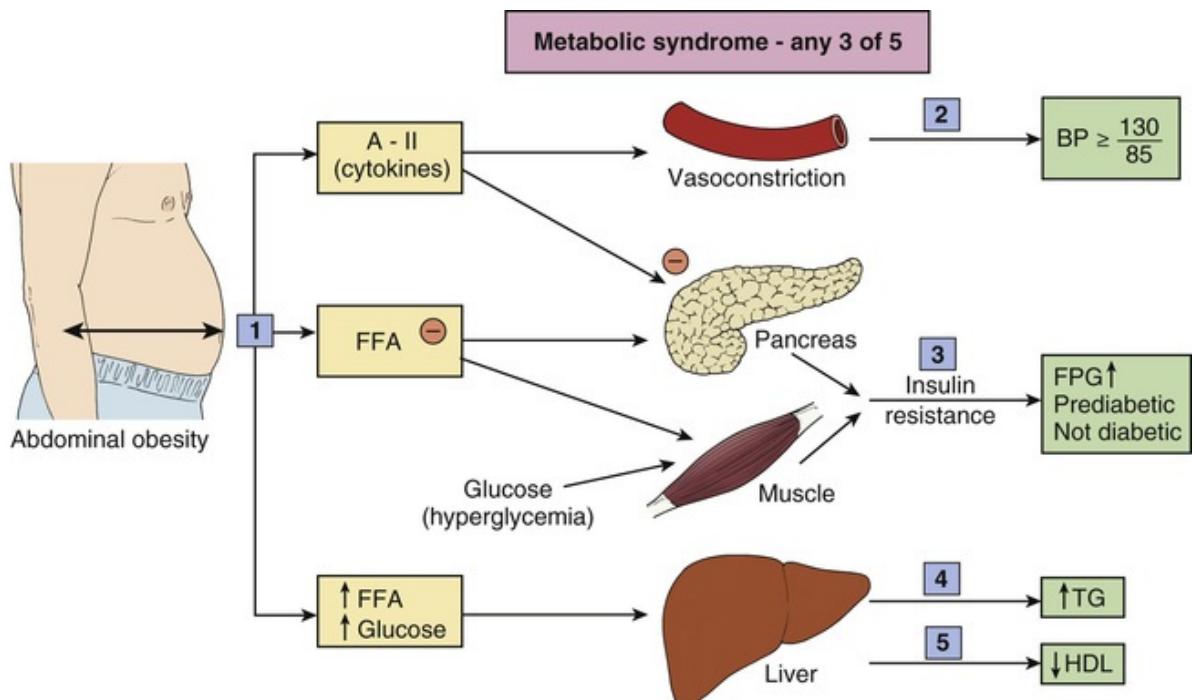 Metabolic syndrome - any 3 of 5
A - II
(cytokines)
Vasoconstriction
2
BP ≥ 130
85
1
Abdominal obesity
FFA −
−
Pancreas
3
Insulin
resistance
FPG↑
Prediabetic
Not diabetic
Glucose
(hyperglycemia)
Muscle
↑ FFA
↑ Glucose
Liver
4
↑TG
5
↓HDL